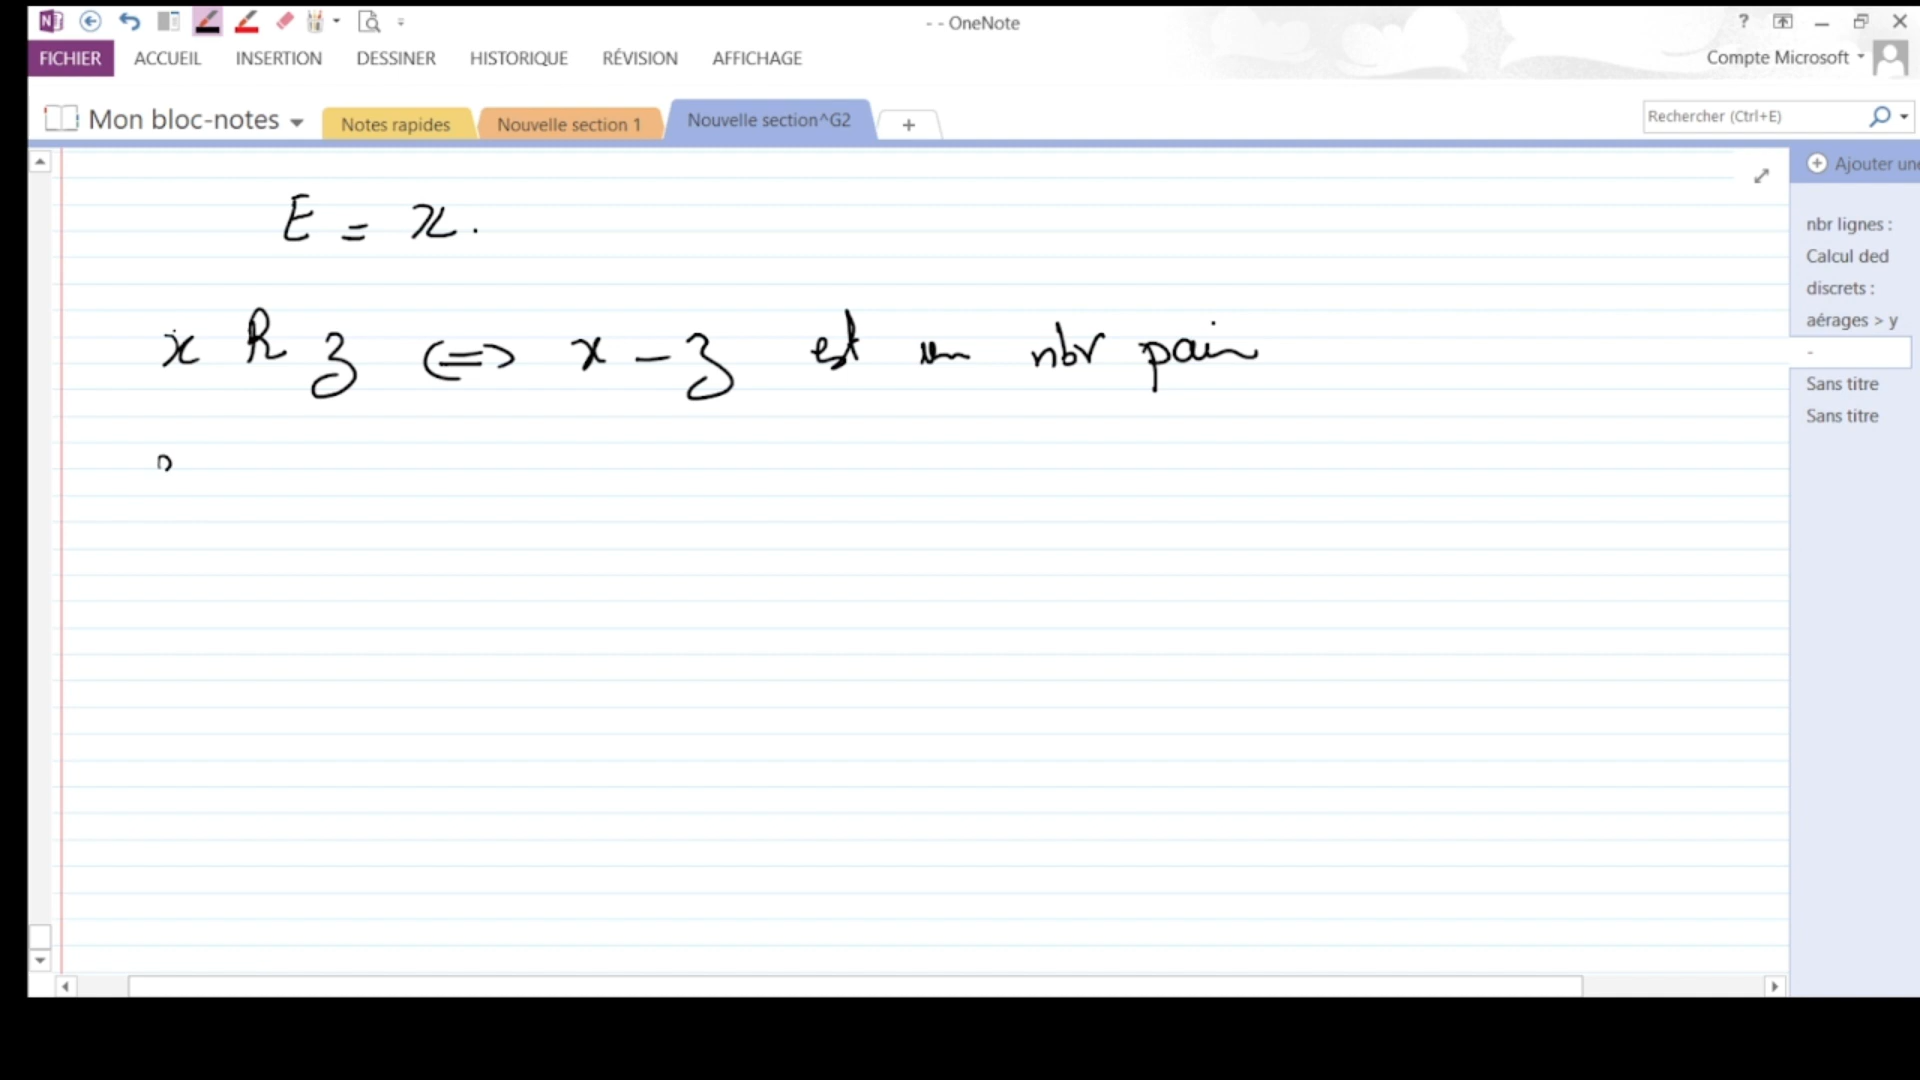 - - OneNote
?
FICHIER ACCUEIL INSERTION DESSINER HISTORIQUE RÉVISION AFFICHAGE
Compte Microsoft
Mon bloc-notes
Notes rapides
Nouvelle section 1
Nouvelle section^G2
+
Rechercher (Ctrl+E)
Ajouter une
E = x.
x R z <=> x - z est un nbr pair
nbr lignes :
Calcul ded
discrets :
aérages > y
-
Sans titre
Sans titre